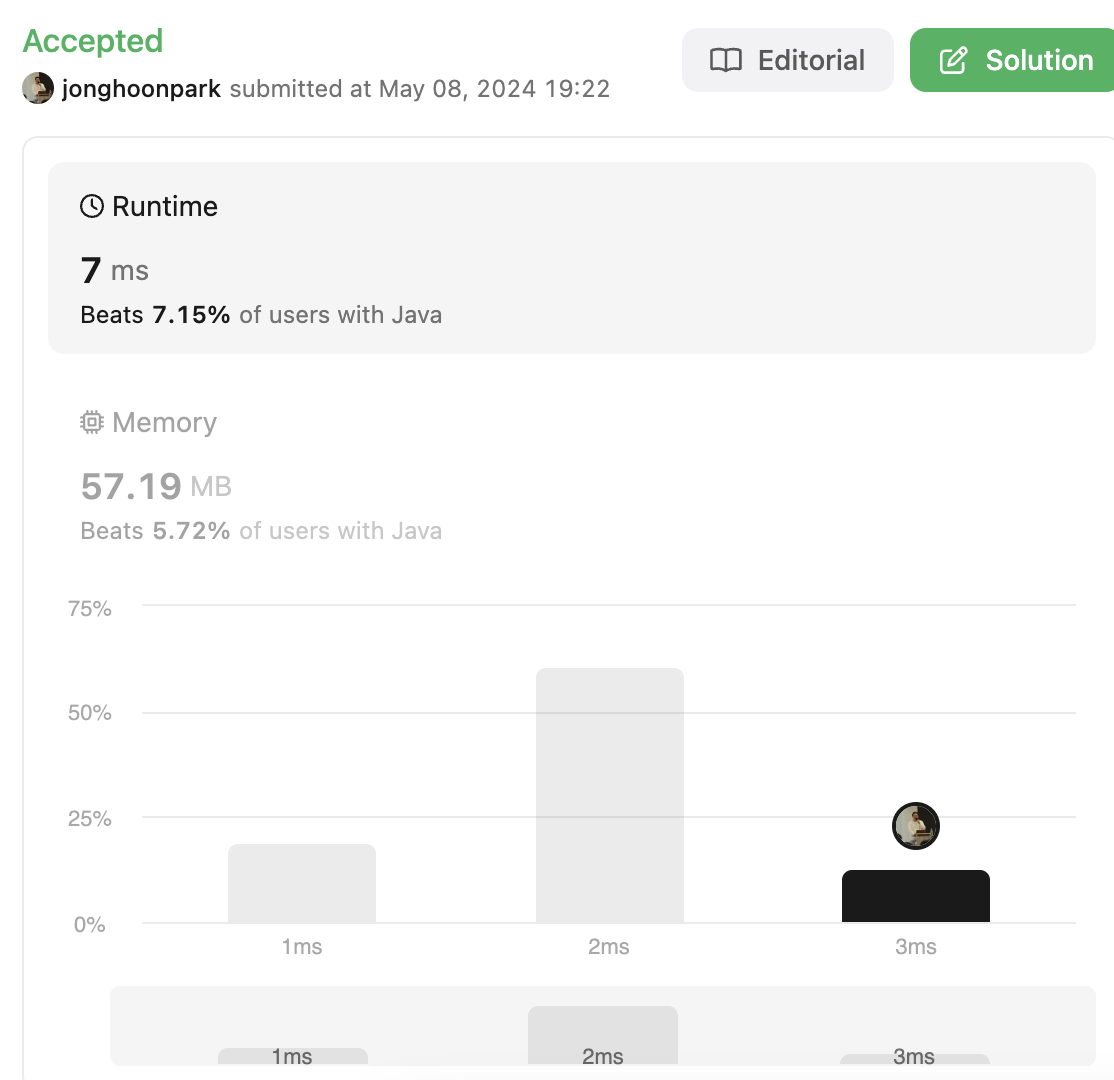 Accepted
jonghoonpark submitted at May 08, 2024 19:22
Editorial
Solution
Runtime
7 ms
Beats 7.15% of users with Java
Memory
57.19 MB
Beats 5.72% of users with Java
75%
50%
25%
0%
1ms 2ms 3ms
1ms 2ms 3ms